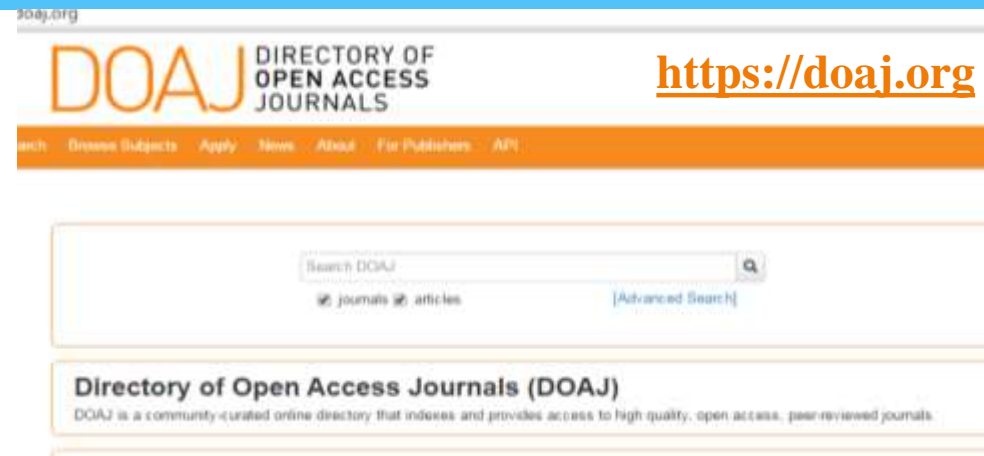 doaj.org
DOAJ DIRECTORY OF
OPEN ACCESS
JOURNALS
https://doaj.org
Browse Subjects Apply News About For Publishers API
Search DOAJ
journals articles [Advanced Search]
Directory of Open Access Journals (DOAJ)
DOAJ is a community-curated online directory that indexes and provides access to high quality, open access, peer-reviewed journals.